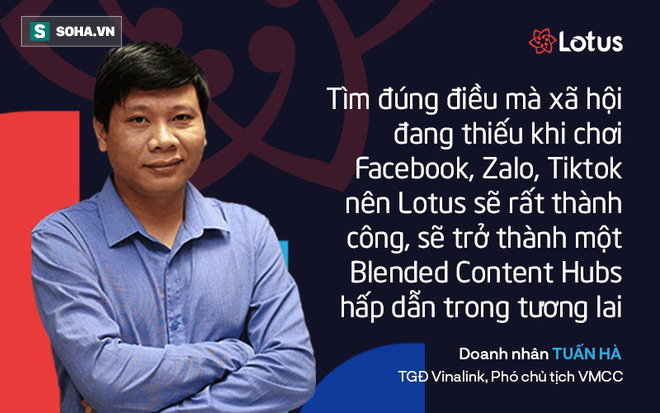 S SOHA.VN
Lotus
Tìm đúng điều mà xã hội
đang thiếu khi chơi
Facebook, Zalo, Tiktok
nên Lotus sẽ rất thành
công, sẽ trở thành một
Blended Content Hubs
hấp dẫn trong tương lai
Doanh nhân TUẤN HÀ
TGĐ Vinalink, Phó chủ tịch VMCC